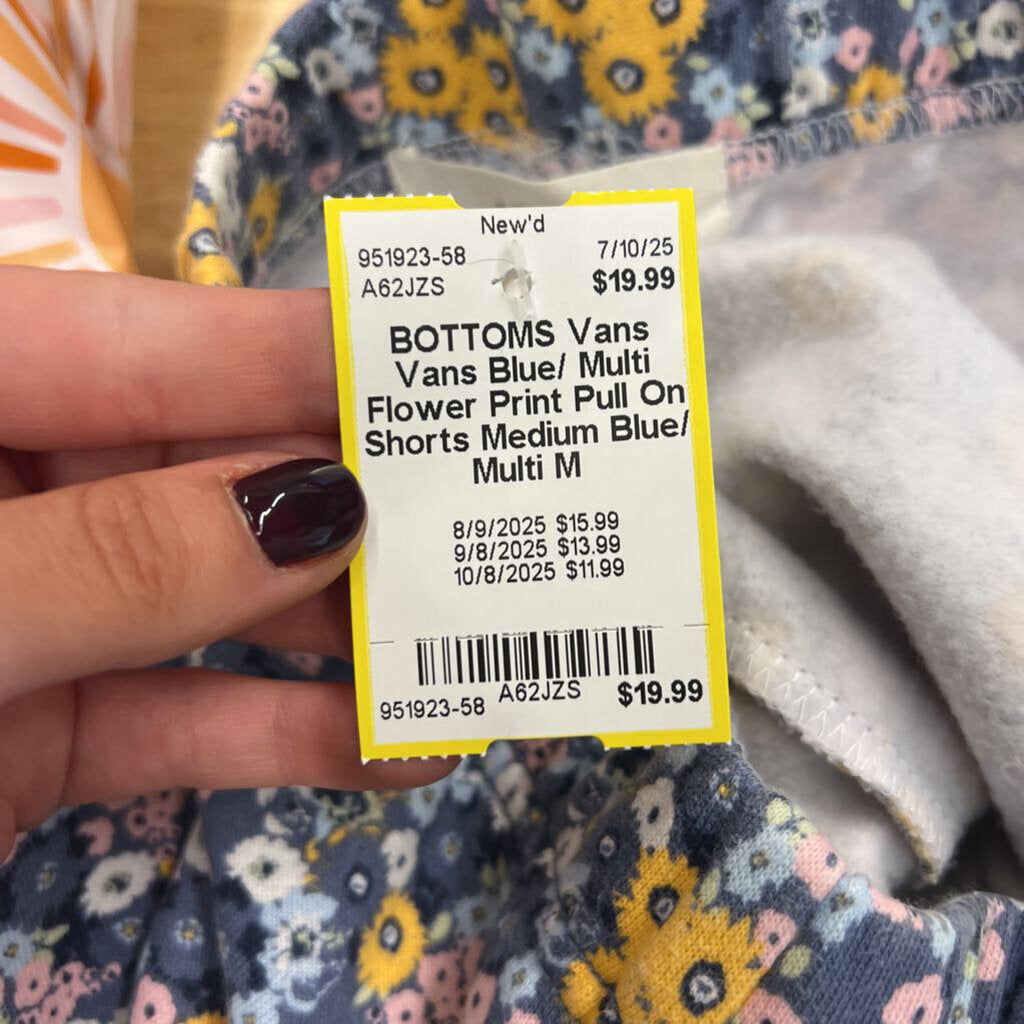 New'd
951923-58 7/10/25
A62JZS $19.99
BOTTOMS Vans
Vans Blue/ Multi
Flower Print Pull On
Shorts Medium Blue/
Multi M
8/9/2025 $15.99
9/8/2025 $13.99
10/8/2025 $11.99
951923-58 A62JZS $19.99